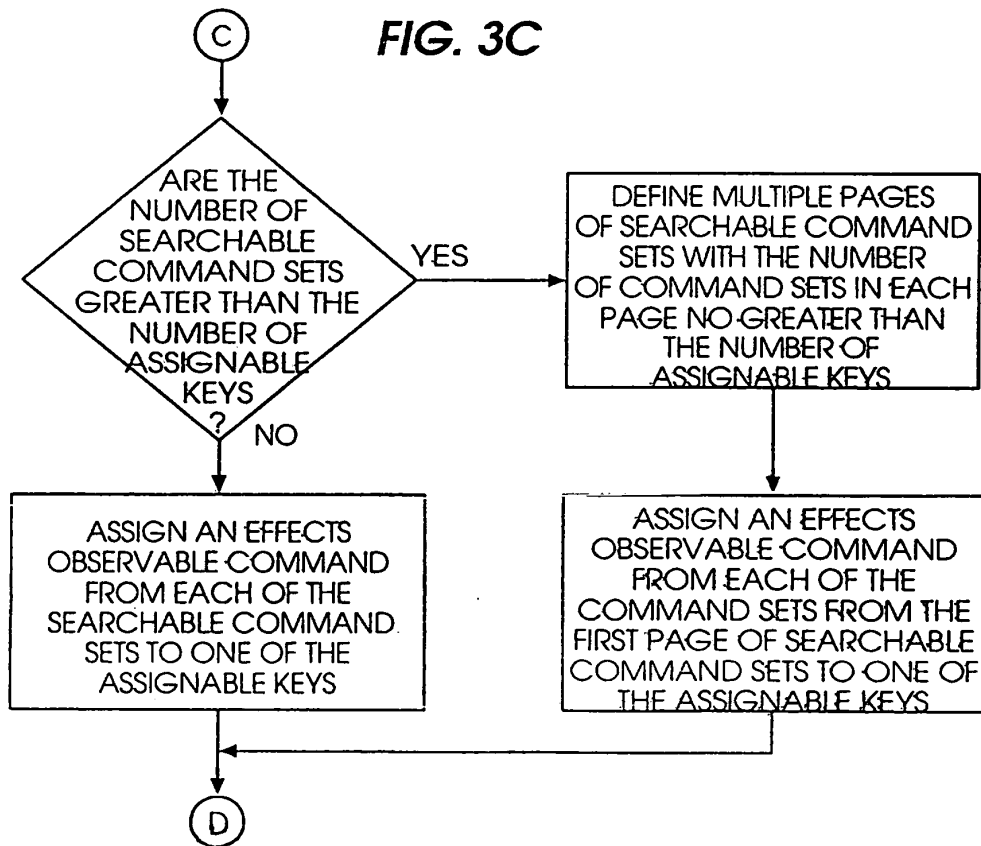 C
FIG. 3C
ARE THE
NUMBER OF
SEARCHABLE
COMMAND SETS
GREATER THAN THE
NUMBER OF
ASSIGNABLE
KEYS
?
YES
NO
DEFINE MULTIPLE PAGES
OF SEARCHABLE COMMAND
SETS WITH THE NUMBER
OF COMMAND SETS IN EACH
PAGE NO GREATER THAN
THE NUMBER OF
ASSIGNABLE KEYS
ASSIGN AN EFFECTS
OBSERVABLE COMMAND
FROM EACH OF THE
SEARCHABLE COMMAND
SETS TO ONE OF THE
ASSIGNABLE KEYS
ASSIGN AN EFFECTS
OBSERVABLE COMMAND
FROM EACH OF THE
COMMAND SETS FROM THE
FIRST PAGE OF SEARCHABLE
COMMAND SETS TO ONE OF
THE ASSIGNABLE KEYS
D